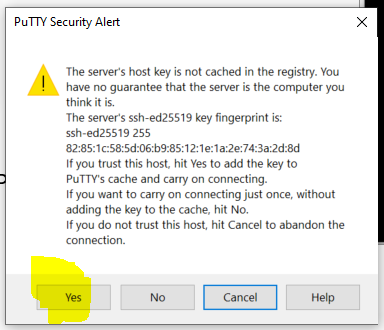 PuTTY Security Alert
The server's host key is not cached in the registry. You
have no guarantee that the server is the computer you
think it is.
The server's ssh-ed25519 key fingerprint is:
ssh-ed25519 255
82:85:1c:58:5d:06:b9:85:12:1e:1a:2e:74:3a:2d:8d
If you trust this host, hit Yes to add the key to
PuTTY's cache and carry on connecting.
If you want to carry on connecting just once, without
adding the key to the cache, hit No.
If you do not trust this host, hit Cancel to abandon the
connection.
Yes No Cancel Help